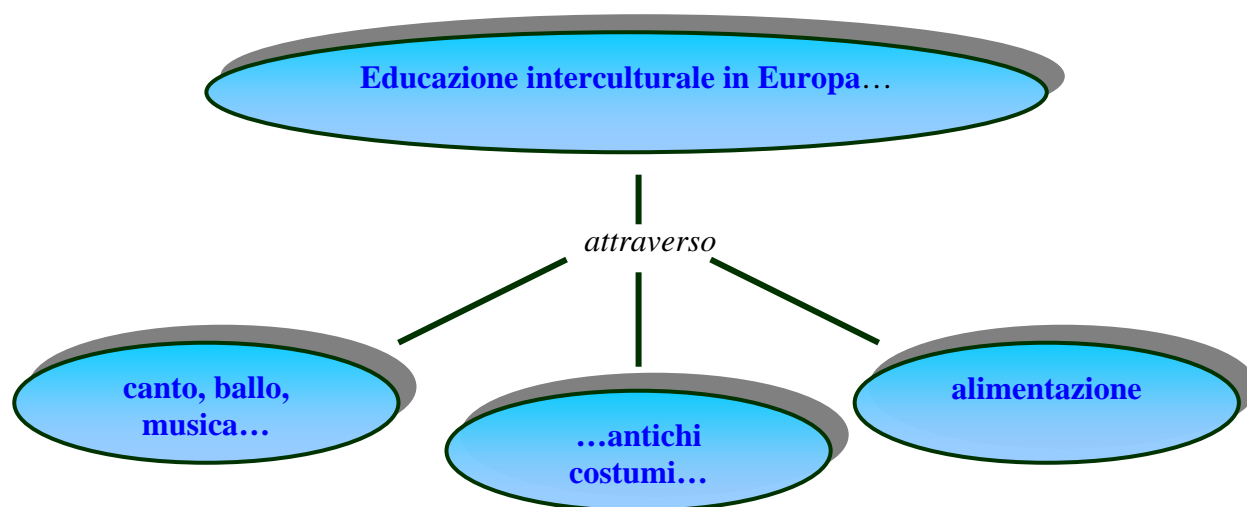 Educazione interculturale in Europa…
attraverso
canto, ballo,
musica…
…antichi
costumi…
alimentazione